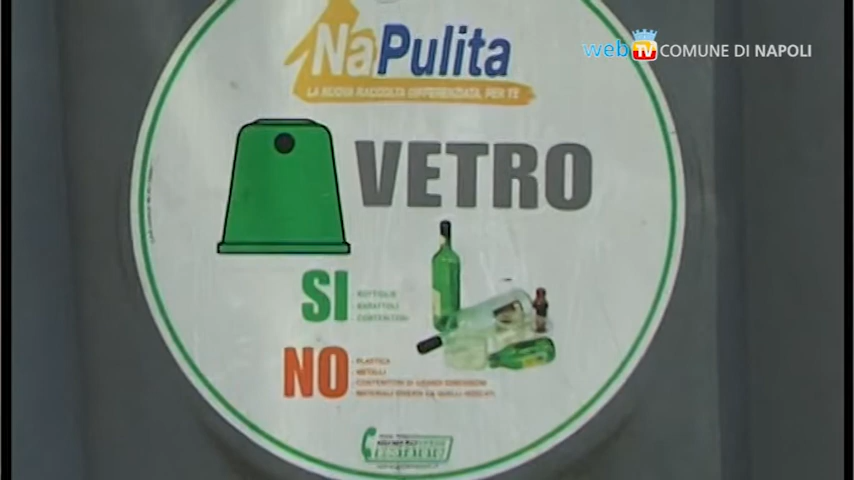 NaPulita
LA NUOVA RACCOLTA DIFFERENZIATA, PER TE
web TV COMUNE DI NAPOLI
VETRO
SI
- BOTTIGLIE
- BARATTOLI
- CONTENITORI
NO
- PLASTICA
- METALLI
- CONTENITORI DI GRANDI DIMENSIONI
- MATERIALI DIVERSI DA QUELLI INDICATI